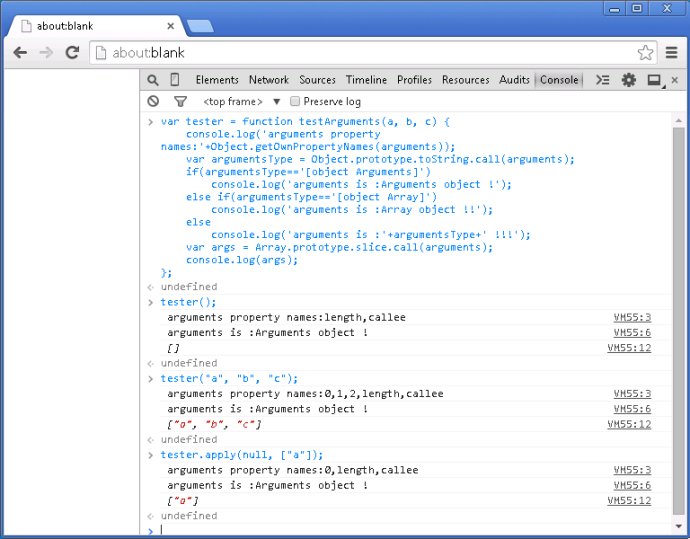 about:blank
about:blank
Elements Network Sources Timeline Profiles Resources Audits Console
<top frame> Preserve log
var tester = function testArguments(a, b, c) {
console.log('arguments property
names:'+Object.getOwnPropertyNames(arguments));
var argumentsType = Object.prototype.toString.call(arguments);
if(argumentsType=='[object Arguments]')
console.log('arguments is :Arguments object !');
else if(argumentsType=='[object Array]')
console.log('arguments is :Array object !!');
else
console.log('arguments is :'+argumentsType+' !!!');
var args = Array.prototype.slice.call(arguments);
console.log(args);
};
undefined
tester();
arguments property names:length,callee VM55:3
arguments is :Arguments object ! VM55:6
[] VM55:12
undefined
tester("a", "b", "c");
arguments property names:0,1,2,length,callee VM55:3
arguments is :Arguments object ! VM55:6
["a", "b", "c"] VM55:12
undefined
tester.apply(null, ["a"]);
arguments property names:0,length,callee VM55:3
arguments is :Arguments object ! VM55:6
["a"] VM55:12
undefined